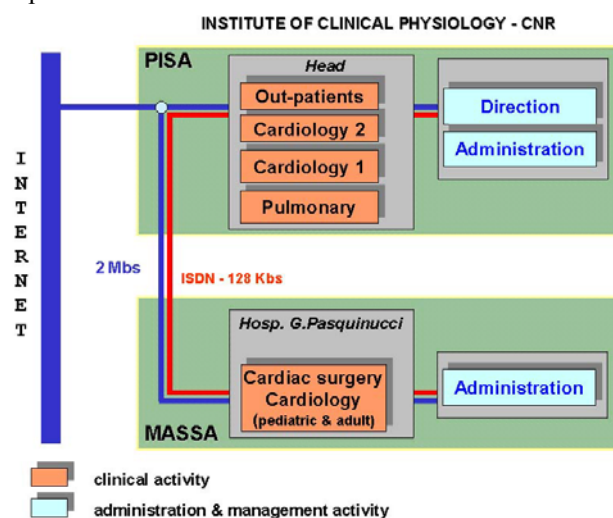 INSTITUTE OF CLINICAL PHYSIOLOGY - CNR
PISA
Head
Out-patients
Cardiology 2
Cardiology 1
Pulmonary
Direction
Administration
INTERNET
2 Mbs
ISDN - 128 Kbs
Hosp. G.Pasquinucci
Cardiac surgery
Cardiology
(pediatric & adult)
Administration
MASSA
clinical activity
administration & management activity